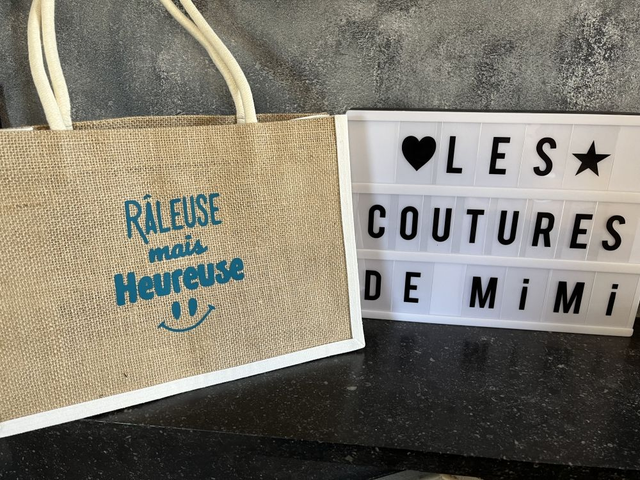 RÂLEUSE
mais
Heureuse
♥LES★
COUTURES
DE MiMi